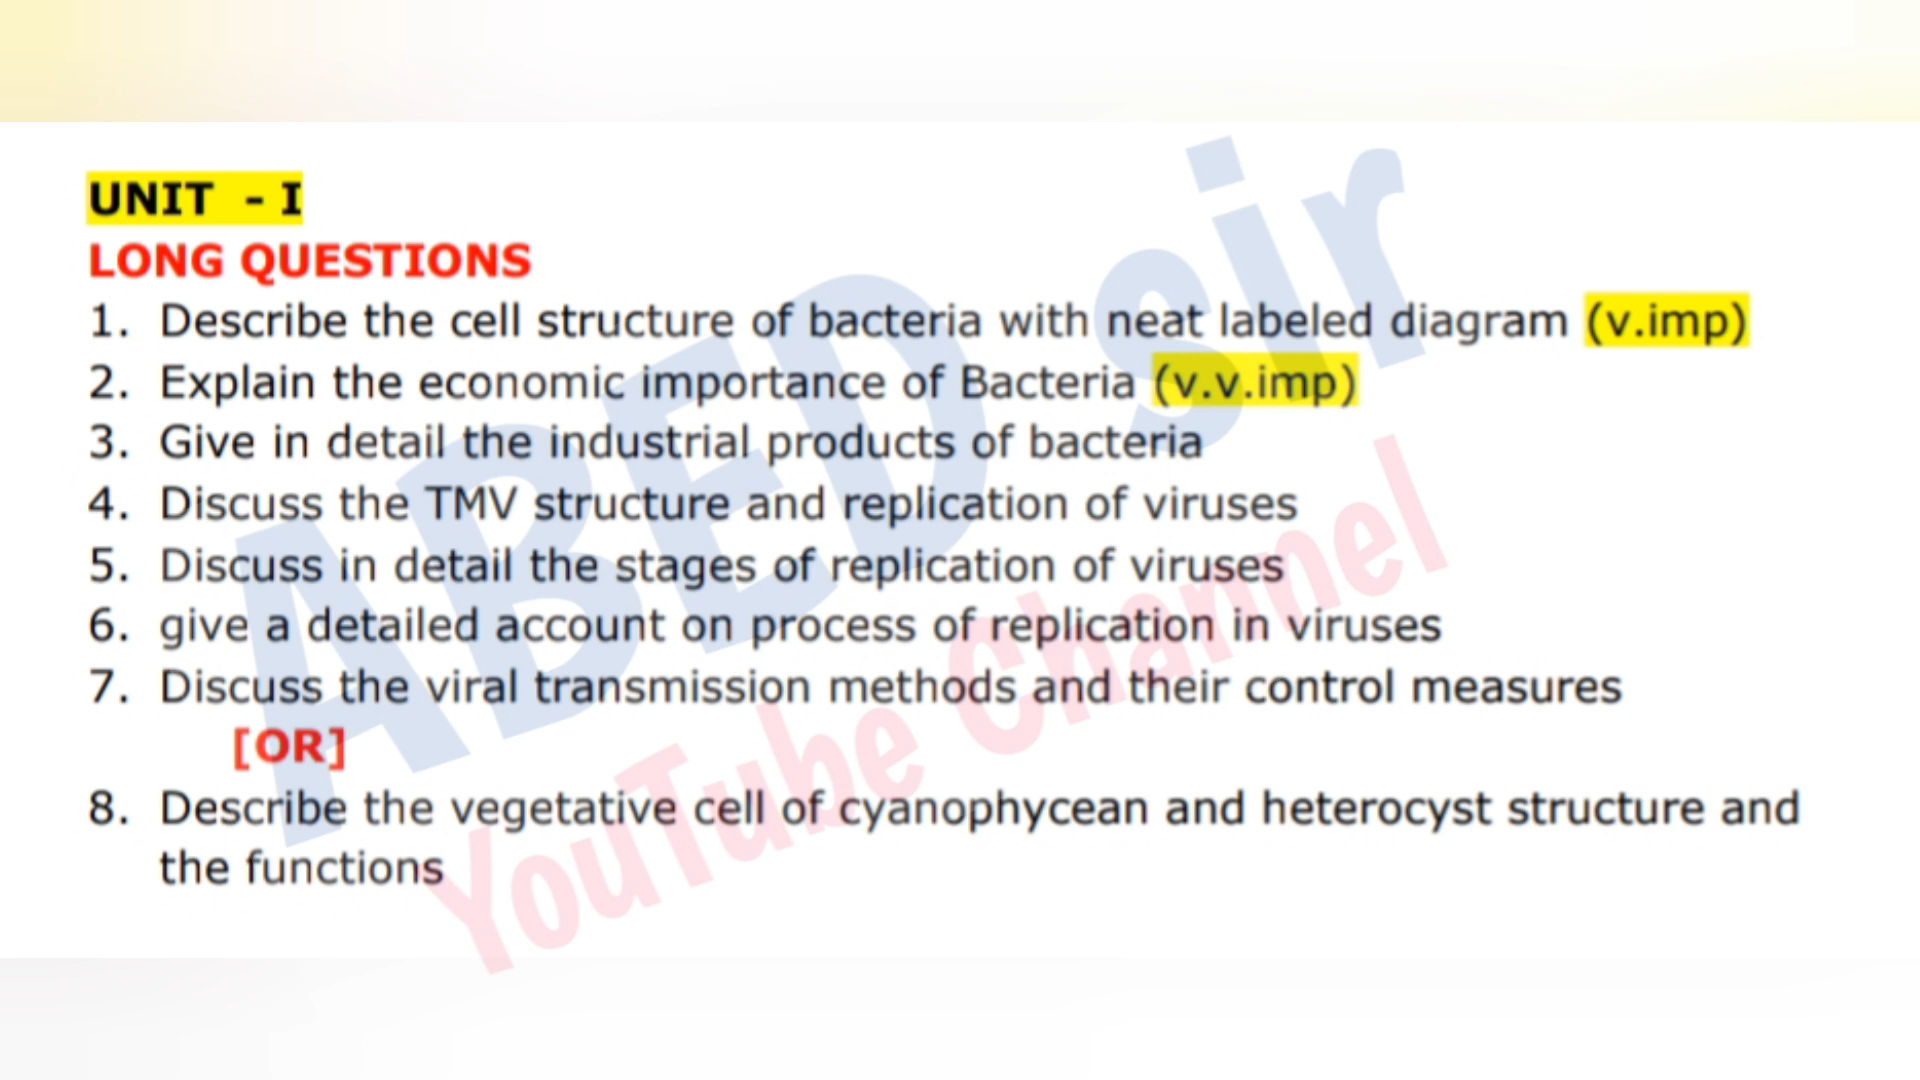 UNIT - I
LONG QUESTIONS
1. Describe the cell structure of bacteria with neat labeled diagram (v.imp)
2. Explain the economic importance of Bacteria (v.v.imp)
3. Give in detail the industrial products of bacteria
4. Discuss the TMV structure and replication of viruses
5. Discuss in detail the stages of replication of viruses
6. give a detailed account on process of replication in viruses
7. Discuss the viral transmission methods and their control measures
[OR]
8. Describe the vegetative cell of cyanophycean and heterocyst structure and
the functions
ABED sir
YouTube Channel